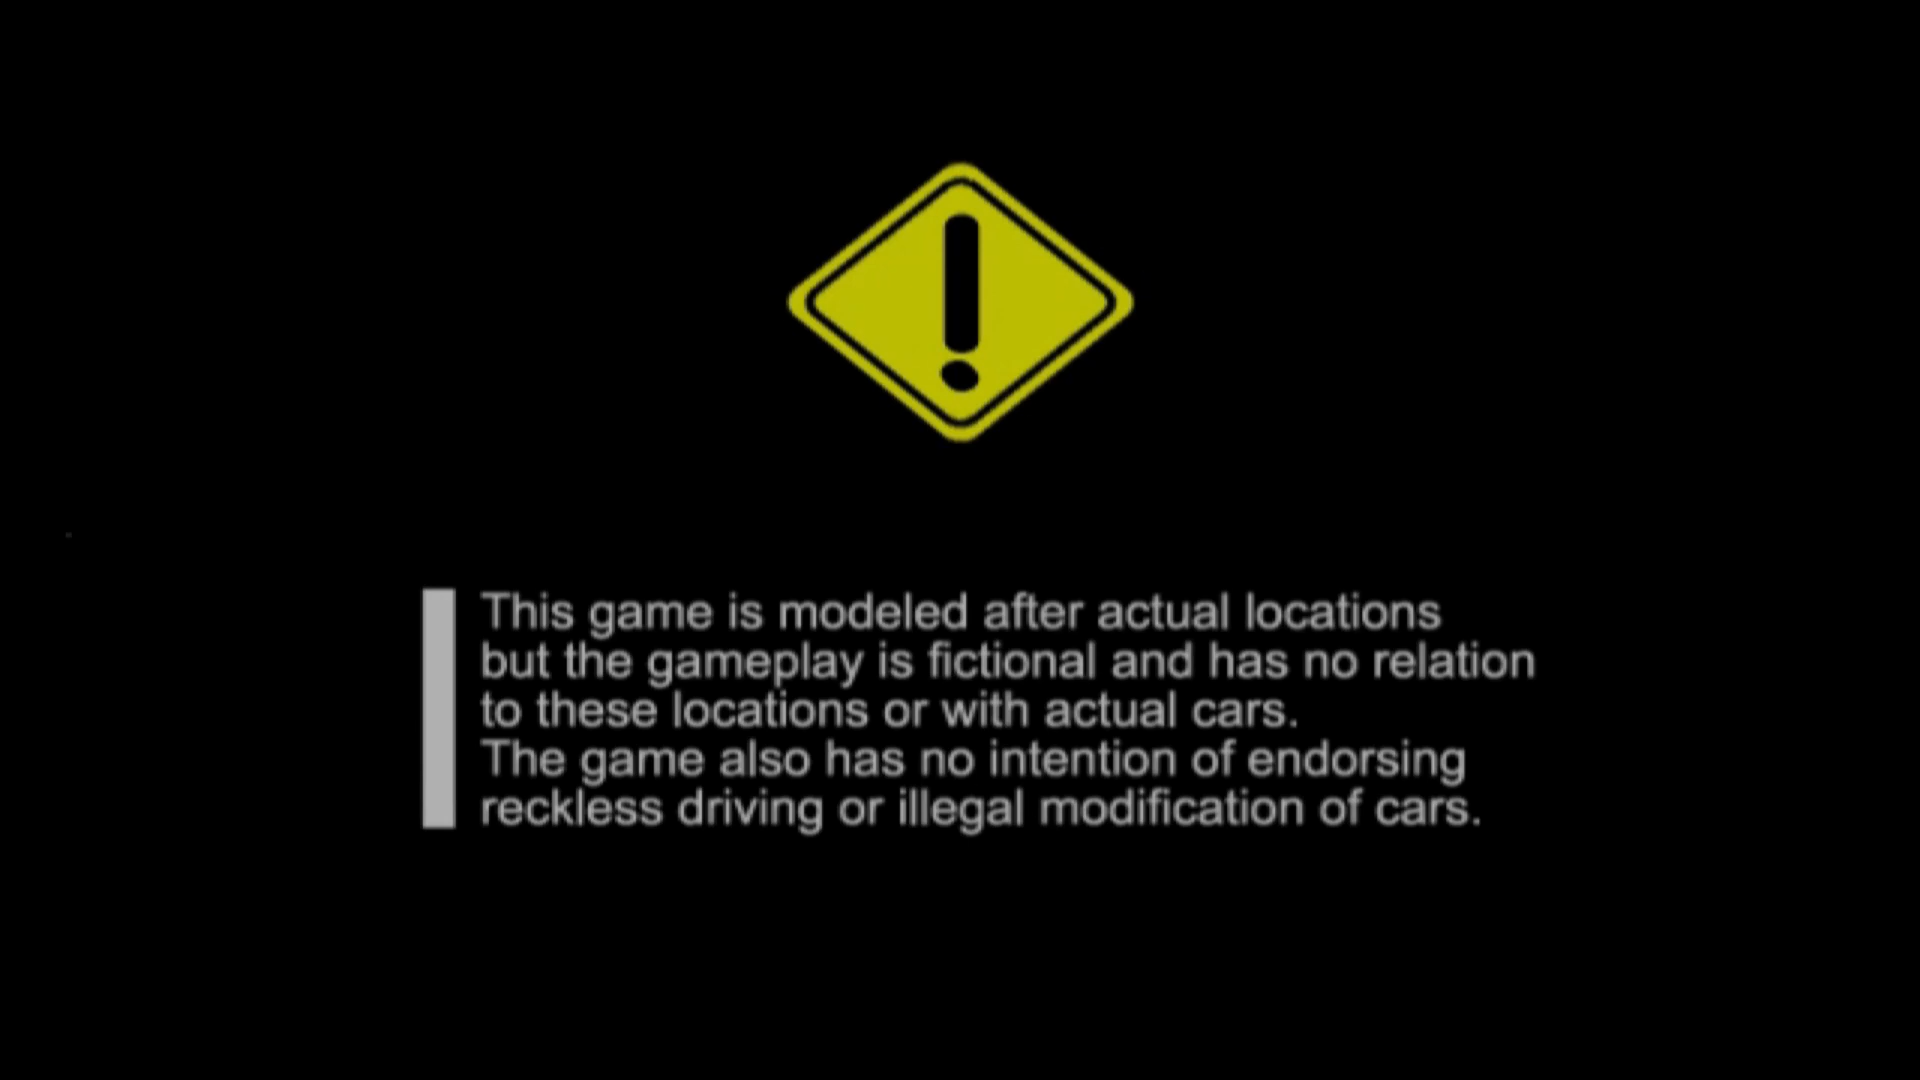 This game is modeled after actual locations
but the gameplay is fictional and has no relation
to these locations or with actual cars.
The game also has no intention of endorsing
reckless driving or illegal modification of cars.